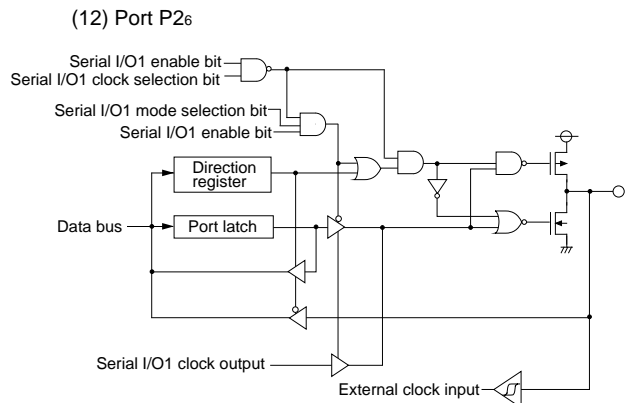 (12) Port P2₆
Serial I/O1 enable bit
Serial I/O1 clock selection bit
Serial I/O1 mode selection bit
Serial I/O1 enable bit
Direction
register
Data bus
Port latch
Serial I/O1 clock output
External clock input